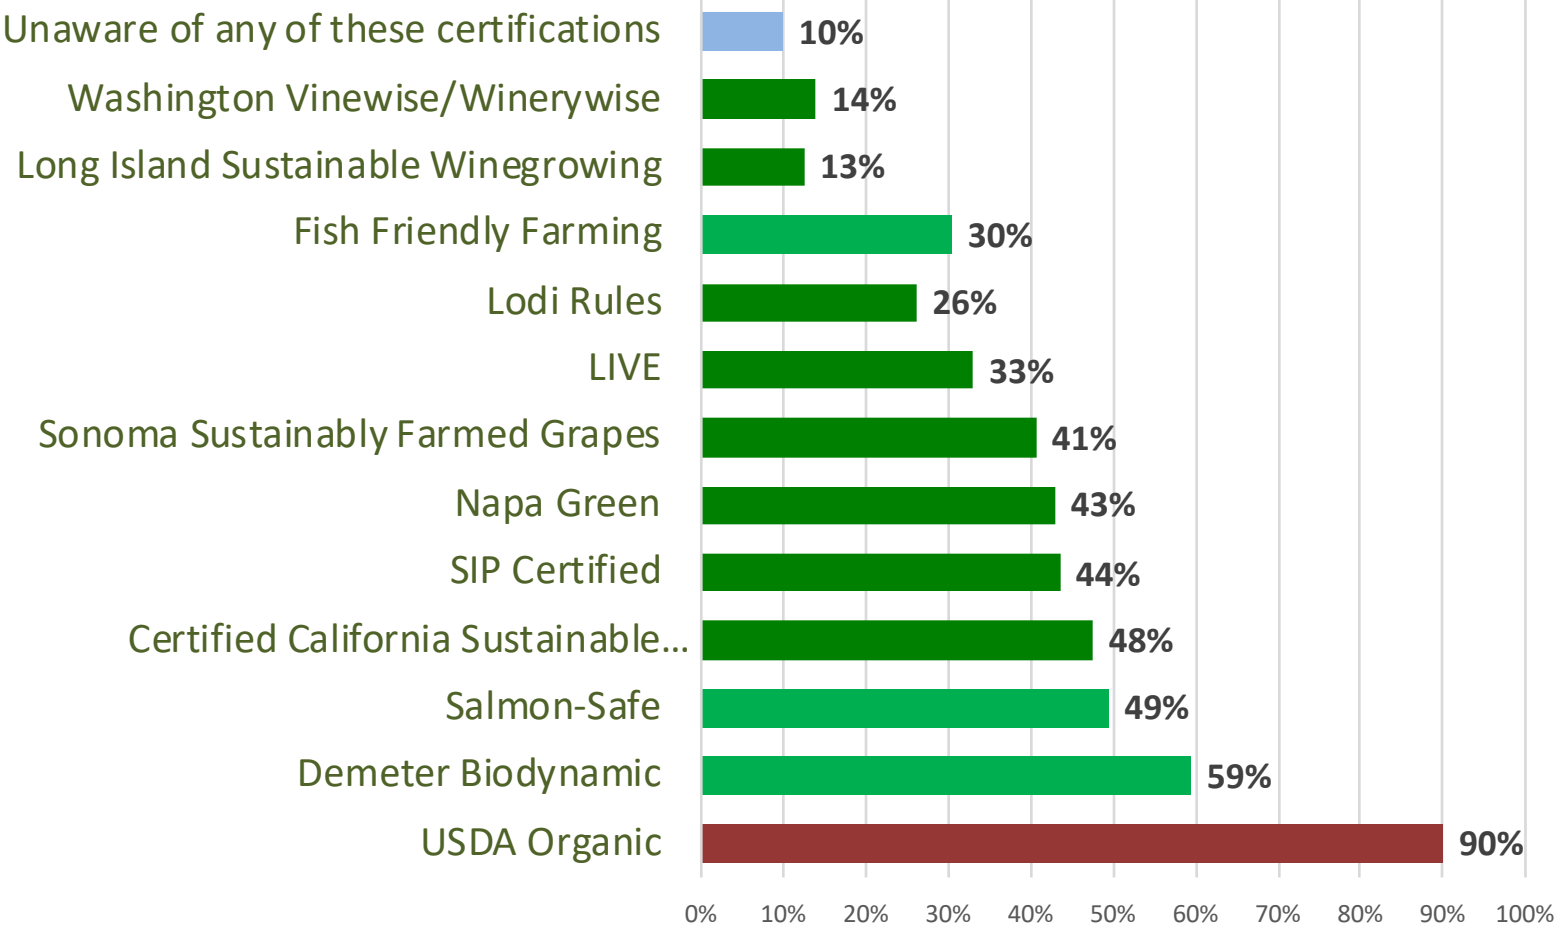 Unaware of any of these certifications 10%
Washington Vinewise/Winerywise 14%
Long Island Sustainable Winegrowing 13%
Fish Friendly Farming 30%
Lodi Rules 26%
LIVE 33%
Sonoma Sustainably Farmed Grapes 41%
Napa Green 43%
SIP Certified 44%
Certified California Sustainable... 48%
Salmon-Safe 49%
Demeter Biodynamic 59%
USDA Organic 90%
0% 10% 20% 30% 40% 50% 60% 70% 80% 90% 100%